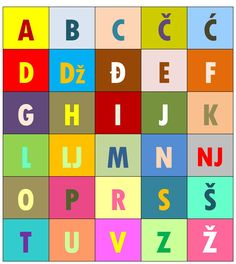 A B C Č Ć
D Dž Đ E F
G H I J K
L LJ M N NJ
O P R S Š
T U V Z Ž